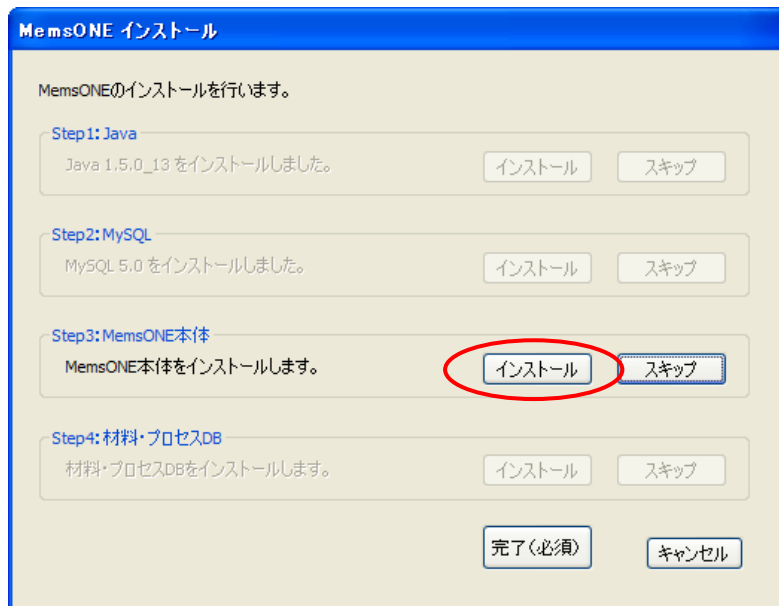 MemsONE インストール
MemsONEのインストールを行います。
Step1:Java
Java 1.5.0_13 をインストールしました。 インストール スキップ
Step2:MySQL
MySQL 5.0 をインストールしました。 インストール スキップ
Step3:MemsONE本体
MemsONE本体をインストールします。 インストール スキップ
Step4:材料・プロセスDB
材料・プロセスDBをインストールします。 インストール スキップ
完了(必須) キャンセル